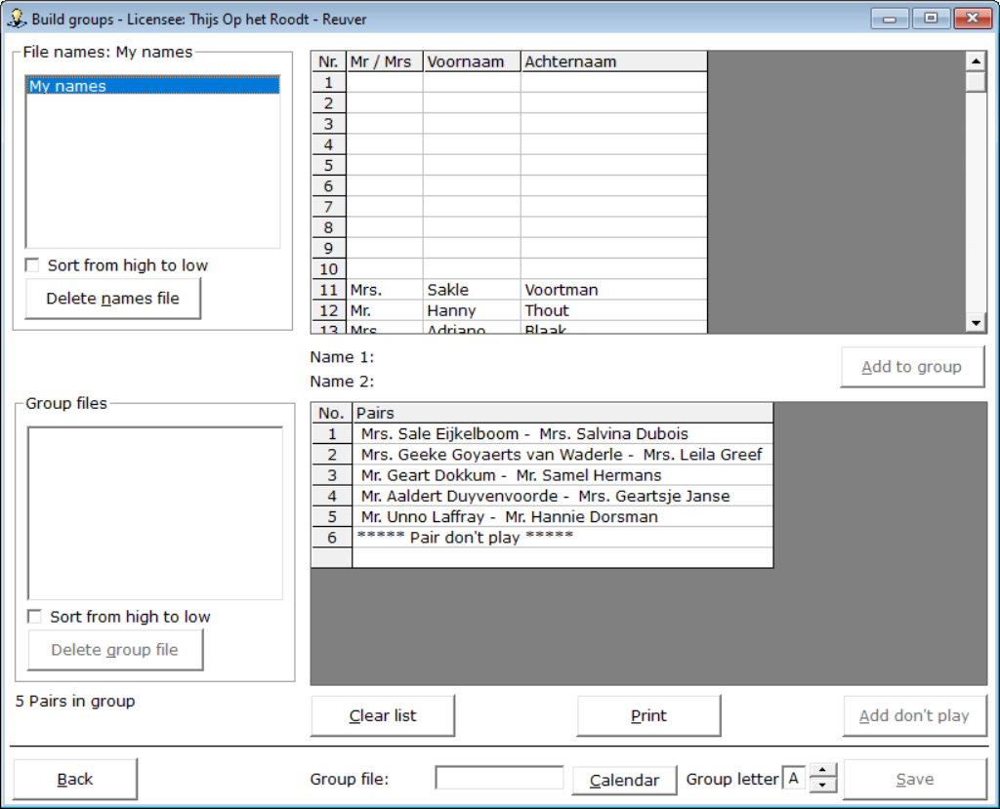 Build groups - Licensee: Thijs Op het Roodt - Reuver
File names: My names
My names
Sort from high to low
Delete names file
Nr. Mr / Mrs Voornaam Achternaam
1
2
3
4
5
6
7
8
9
10
11 Mrs. Sakle Voortman
12 Mr. Hanny Thout
13 Mrs. Adriano Blaak
Name 1:
Name 2:
Add to group
Group files
Sort from high to low
Delete group file
5 Pairs in group
No. Pairs
1 Mrs. Sale Eijkelboom - Mrs. Salvina Dubois
2 Mrs. Geeke Goyaerts van Waderle - Mrs. Leila Greef
3 Mr. Geart Dokkum - Mr. Samel Hermans
4 Mr. Aaldert Duyvenvoorde - Mrs. Geartsje Janse
5 Mr. Unno Laffray - Mr. Hannie Dorsman
6 ***** Pair don't play *****
Clear list
Print
Add don't play
Back
Group file:
Calendar
Group letter A
Save